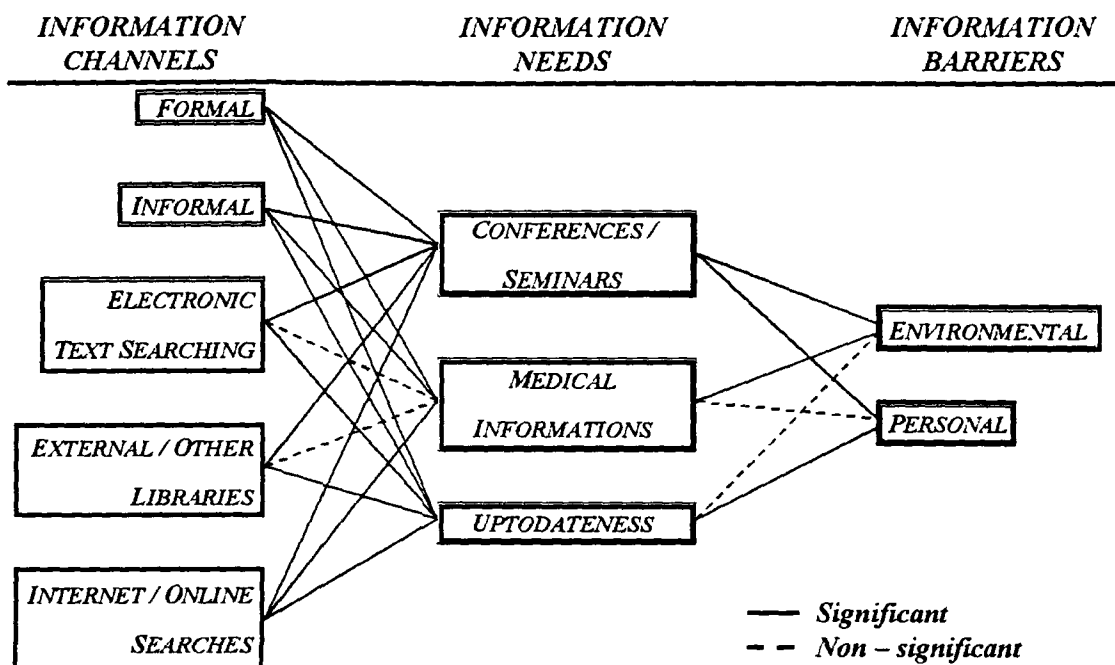 INFORMATION
CHANNELS
INFORMATION
NEEDS
INFORMATION
BARRIERS
FORMAL
INFORMAL
ELECTRONIC
TEXT SEARCHING
EXTERNAL / OTHER
LIBRARIES
INTERNET / ONLINE
SEARCHES
CONFERENCES /
SEMINARS
MEDICAL
INFORMATIONS
UPTODATENESS
ENVIRONMENTAL
PERSONAL
Significant
Non – significant